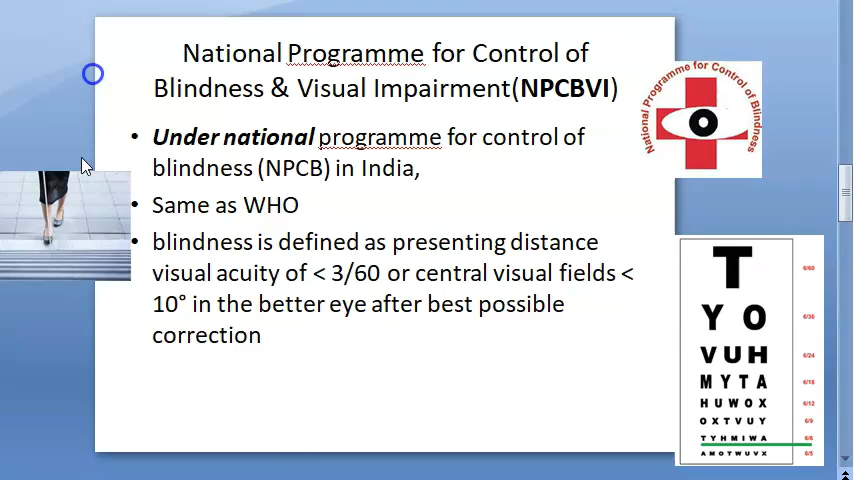 National Programme for Control of
Blindness & Visual Impairment(NPCBVI)
• Under national programme for control of
blindness (NPCB) in India,
• Same as WHO
• blindness is defined as presenting distance
visual acuity of < 3/60 or central visual fields <
10° in the better eye after best possible
correction
National Programme for Control of Blindness
T 6/60
Y O 6/36
V U H 6/24
M Y T A 6/18
H U W O X 6/12
O X T V U Y 6/9
T Y H M I W A 6/6
A M O T W U V X 6/5